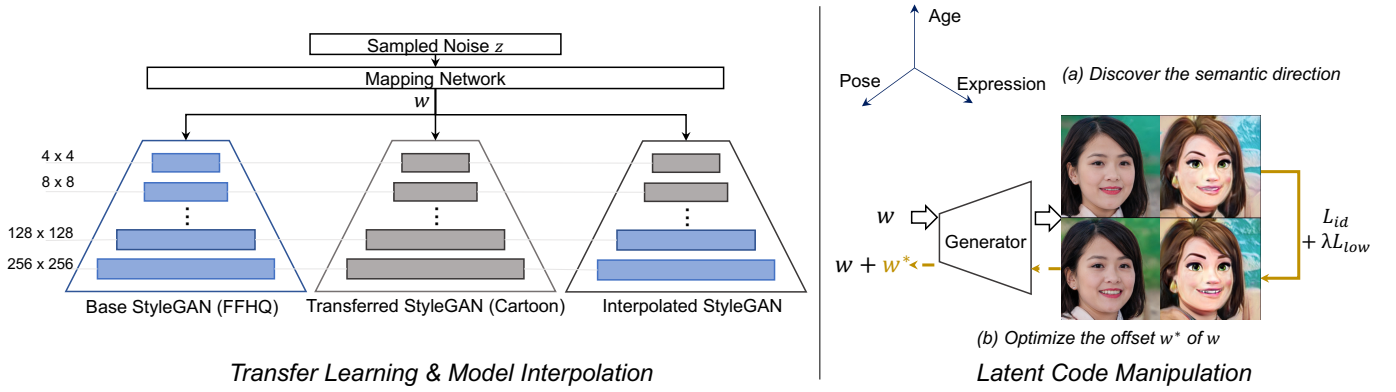 Sampled Noise z
Mapping Network
w
4 x 4
8 x 8
⋮
⋮
⋮
128 x 128
256 x 256
Base StyleGAN (FFHQ)
Transferred StyleGAN (Cartoon)
Interpolated StyleGAN
Transfer Learning & Model Interpolation
Age
Pose
Expression
(a) Discover the semantic direction
w
Generator
w + w*
L_id
+ λL_low
(b) Optimize the offset w* of w
Latent Code Manipulation